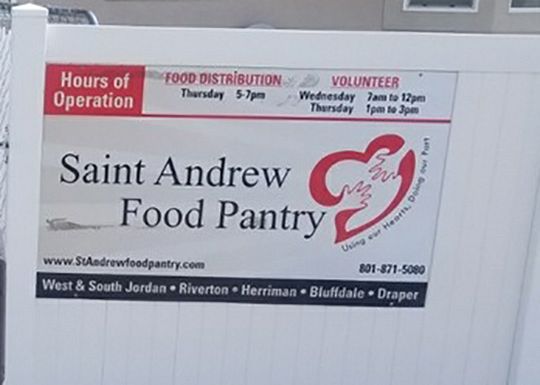 Hours of
Operation
FOOD DISTRIBUTION
Thursday 5-7pm
VOLUNTEER
Wednesday 7am to 12pm
Thursday 1pm to 3pm
Saint Andrew
Food Pantry
Using our Hearts, Doing our Part
www.StAndrewfoodpantry.com
801-871-5080
West & South Jordan • Riverton • Herriman • Bluffdale • Draper